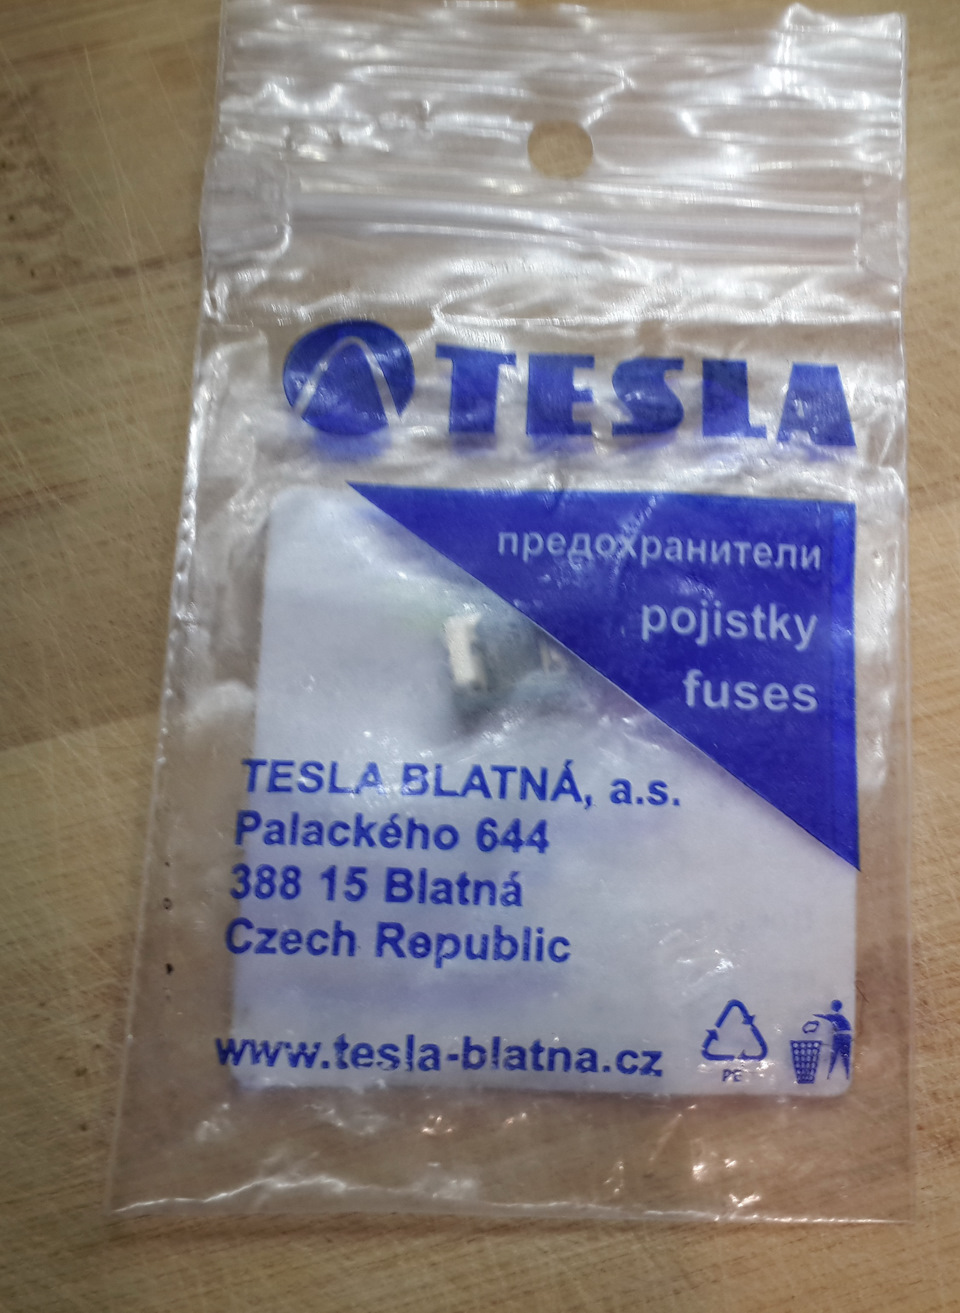 TESLA
предохранители
pojistky
fuses
TESLA BLATNÁ, a.s.
Palackého 644
388 15 Blatná
Czech Republic
www.tesla-blatna.cz
PE